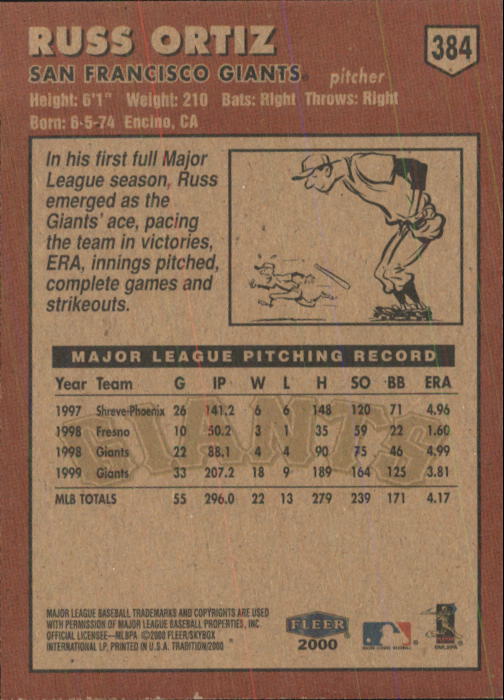 RUSS ORTIZ
384
SAN FRANCISCO GIANTS® pitcher
Height: 6'1" Weight: 210 Bats: Right Throws: Right
Born: 6-5-74 Encino, CA
In his first full Major
League season, Russ
emerged as the
Giants' ace, pacing
the team in victories,
ERA, innings pitched,
complete games and
strikeouts.
MAJOR LEAGUE PITCHING RECORD
Year Team G IP W L H SO BB ERA
1997 Shreve-Phoenix 26 141.2 6 6 148 120 71 4.96
1998 Fresno 10 50.2 3 1 35 59 22 1.60
1998 Giants 22 88.1 4 4 90 75 46 4.99
1999 Giants 33 207.2 18 9 189 164 125 3.81
MLB TOTALS 55 296.0 22 13 279 239 171 4.17
GIANTS
MAJOR LEAGUE BASEBALL TRADEMARKS AND COPYRIGHTS ARE USED
WITH PERMISSION OF MAJOR LEAGUE BASEBALL PROPERTIES, INC.
OFFICIAL LICENSEE—MLBPA ©2000 FLEER/SKYBOX
INTERNATIONAL LP, PRINTED IN U.S.A. TRADITION/2000
FLEER
2000
MAJOR LEAGUE BASEBALL